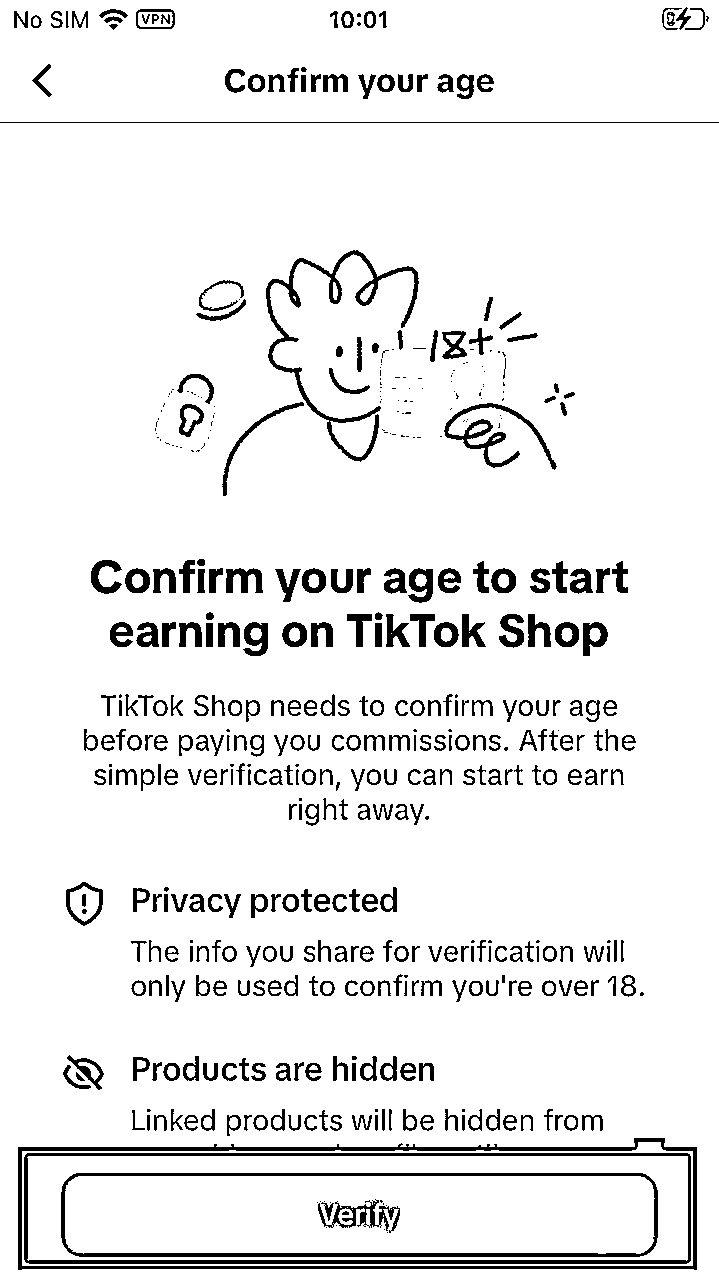 No SIM VPN 10:01
Confirm your age
18+
Confirm your age to start
earning on TikTok Shop
TikTok Shop needs to confirm your age
before paying you commissions. After the
simple verification, you can start to earn
right away.
Privacy protected
The info you share for verification will
only be used to confirm you're over 18.
Products are hidden
Linked products will be hidden from
Verify